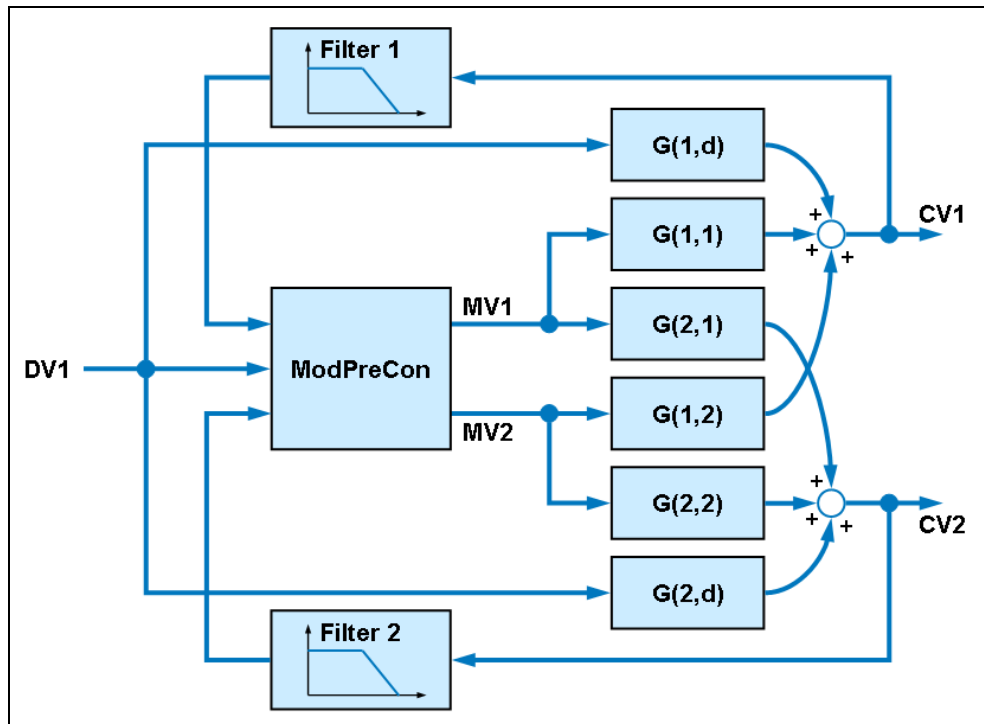 Filter 1
G(1,d)
+
CV1
G(1,1)
+
+
MV1
G(2,1)
DV1
ModPreCon
MV2
G(1,2)
+
G(2,2)
+
+
CV2
G(2,d)
Filter 2